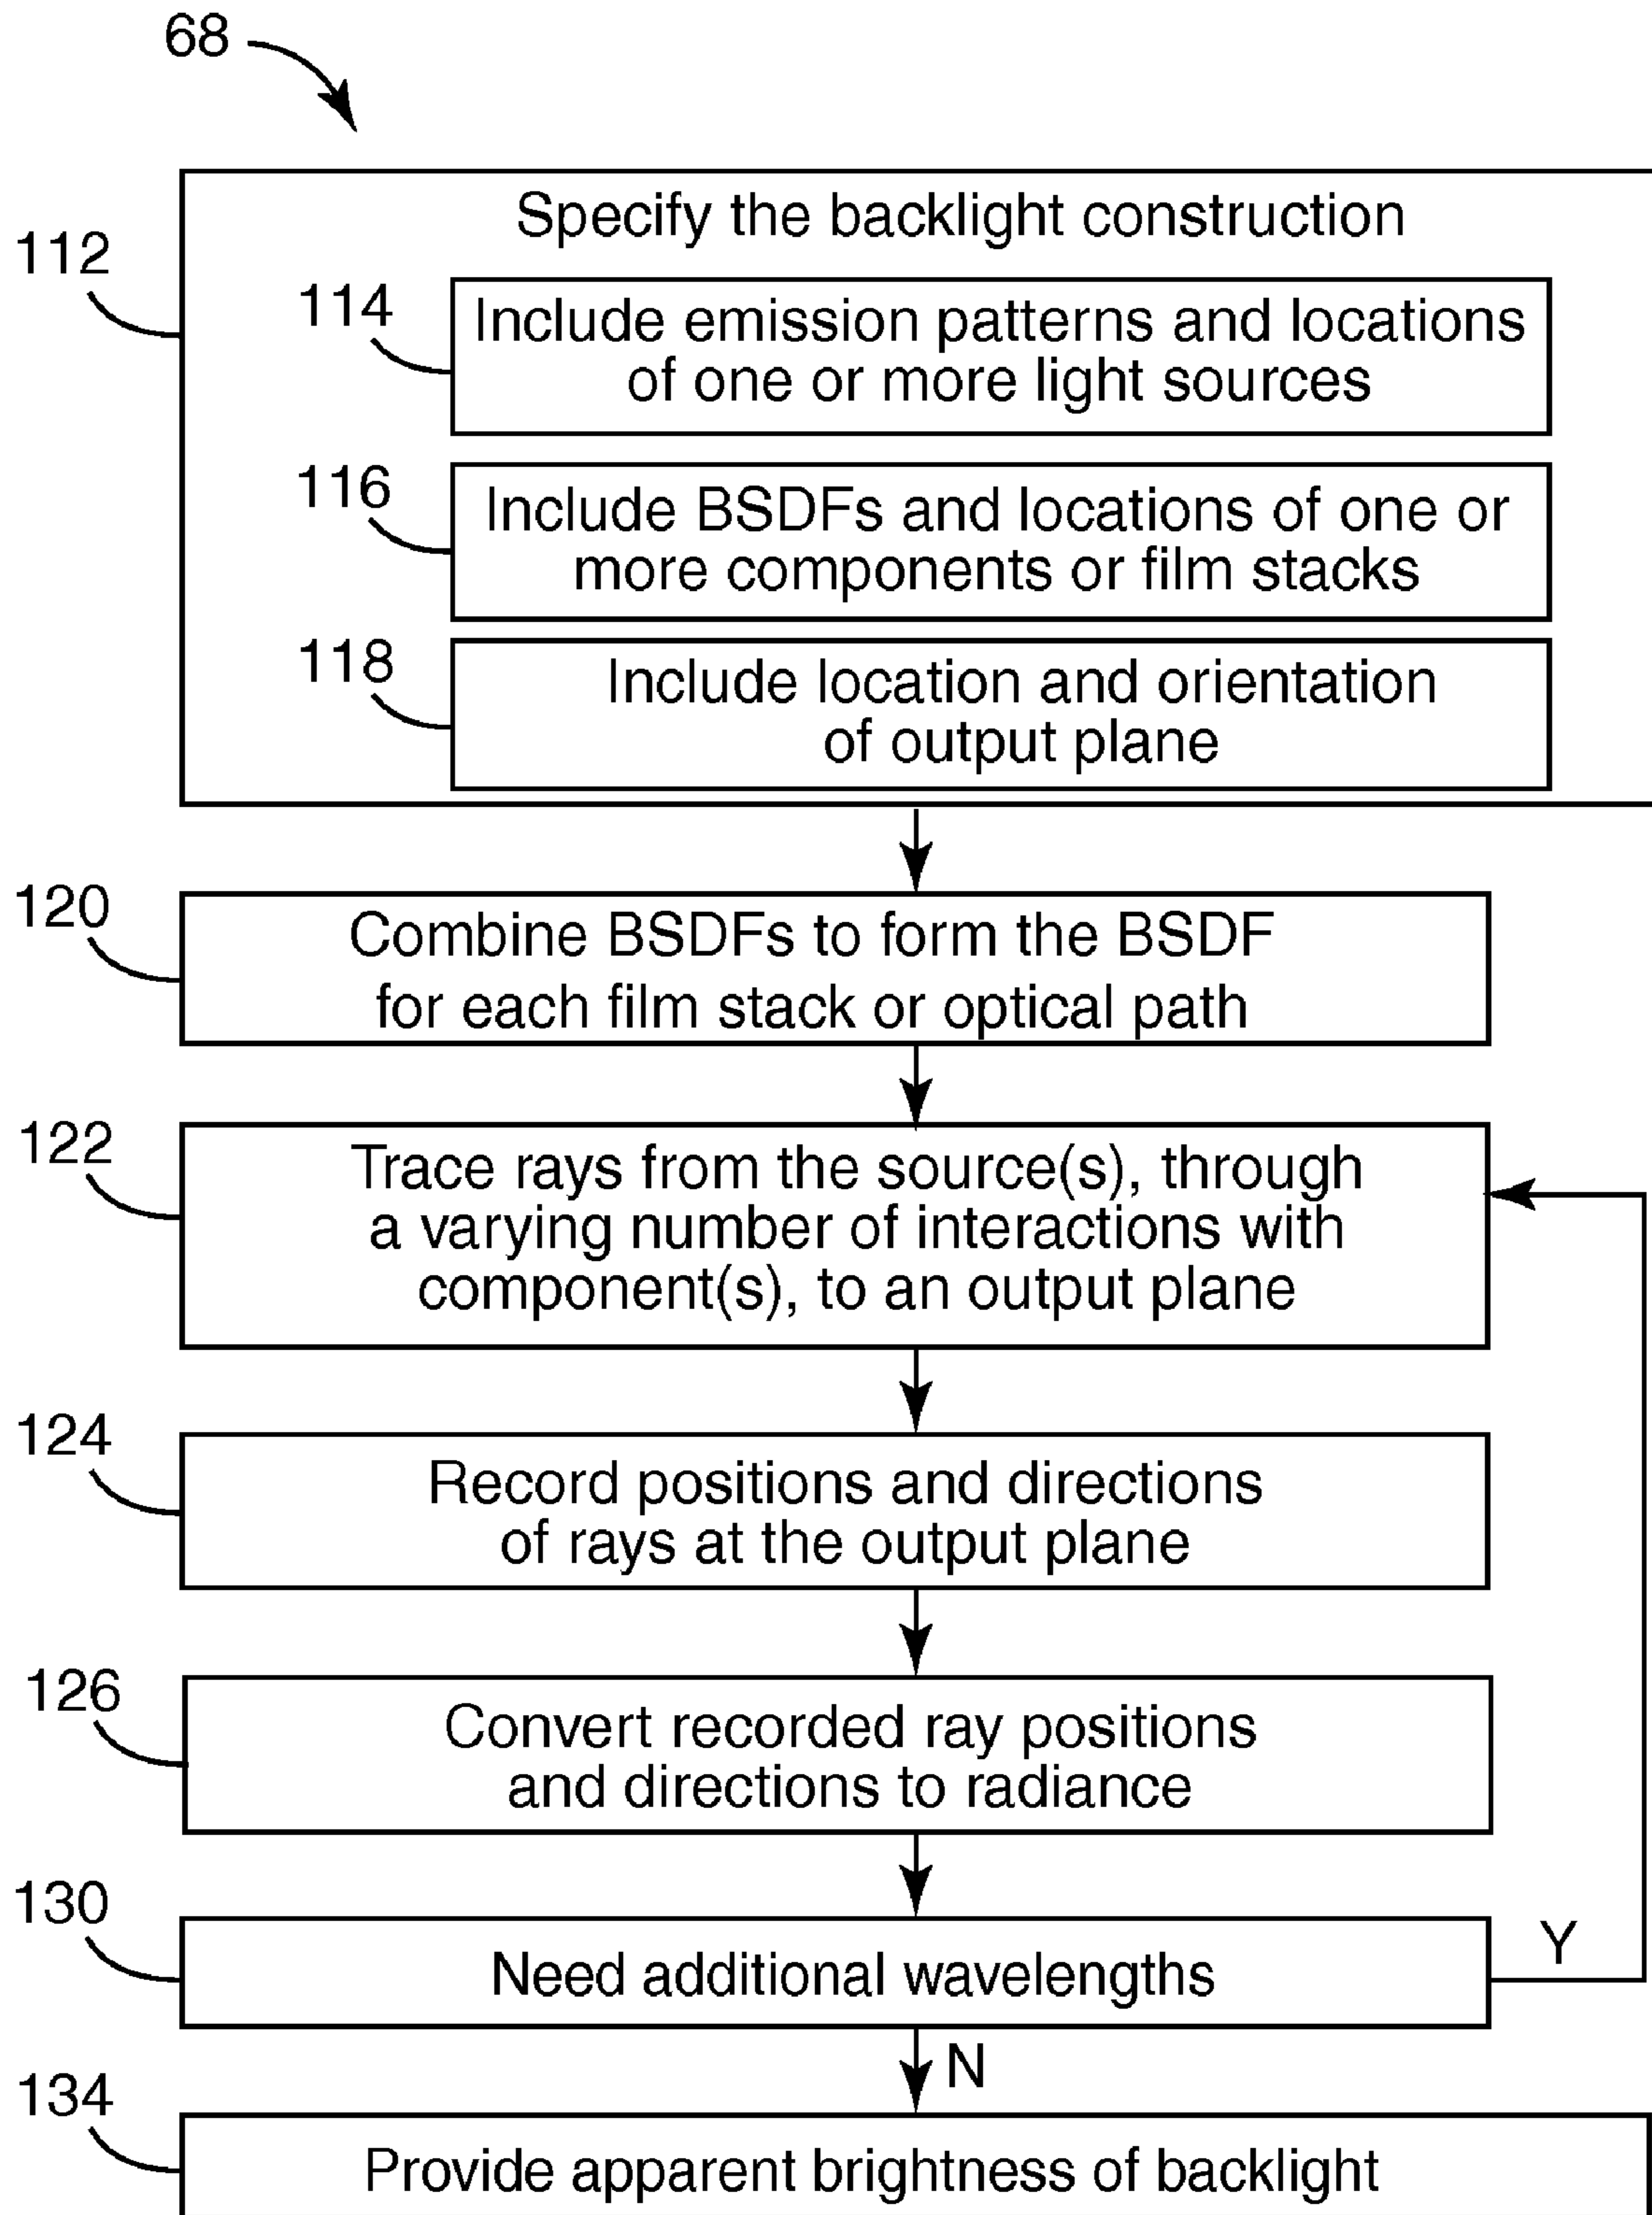 68
112
Specify the backlight construction
114
Include emission patterns and locations
of one or more light sources
116
Include BSDFs and locations of one or
more components or film stacks
118
Include location and orientation
of output plane
120
Combine BSDFs to form the BSDF
for each film stack or optical path
122
Trace rays from the source(s), through
a varying number of interactions with
component(s), to an output plane
124
Record positions and directions
of rays at the output plane
126
Convert recorded ray positions
and directions to radiance
130
Need additional wavelengths
Y
N
134
Provide apparent brightness of backlight